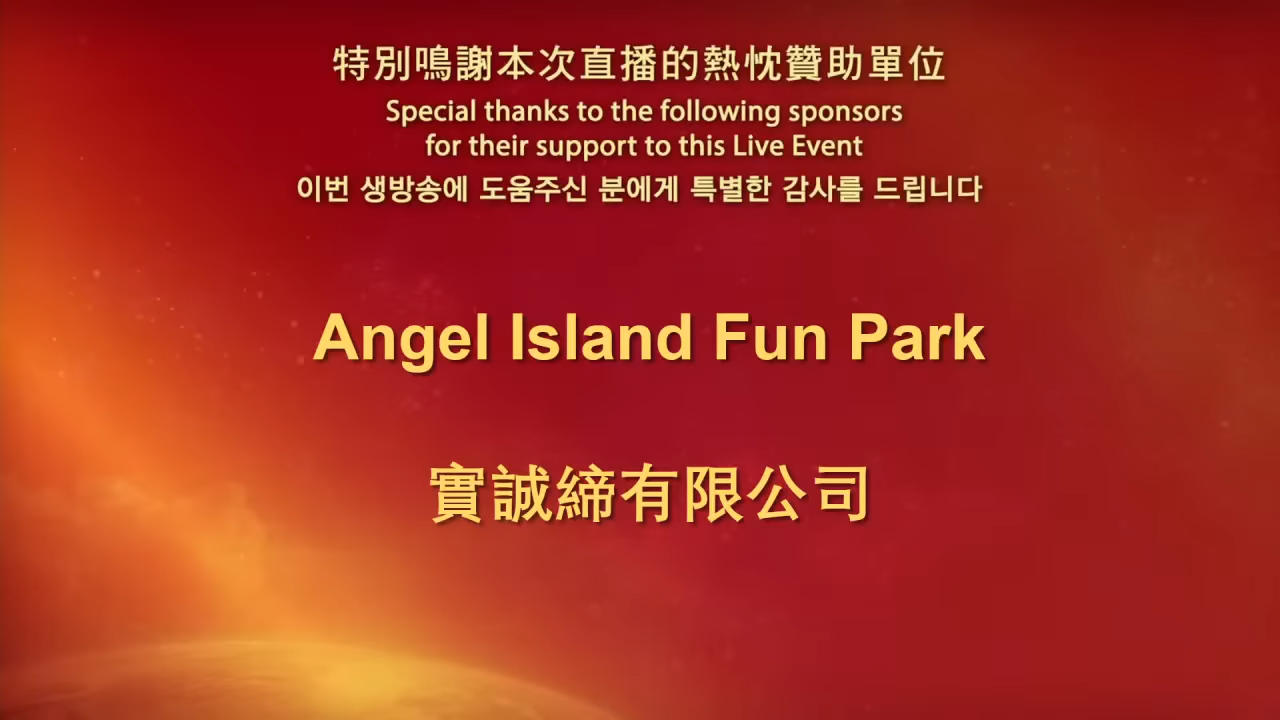 特別鳴謝本次直播的熱忱贊助單位
Special thanks to the following sponsors
for their support to this Live Event
이번 생방송에 도움주신 분에게 특별한 감사를 드립니다
Angel Island Fun Park
實誠締有限公司